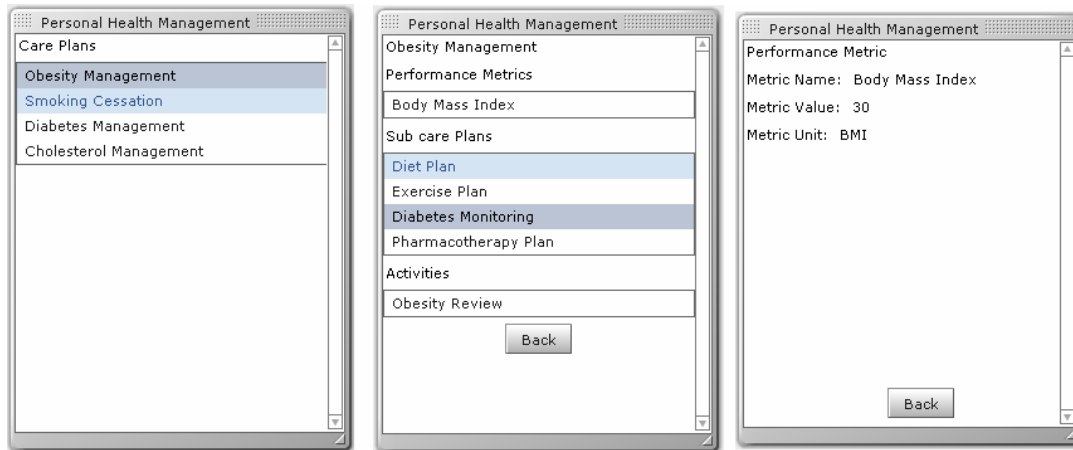 Personal Health Management
Care Plans
Obesity Management
Smoking Cessation
Diabetes Management
Cholesterol Management
Personal Health Management
Obesity Management
Performance Metrics
Body Mass Index
Sub care Plans
Diet Plan
Exercise Plan
Diabetes Monitoring
Pharmacotherapy Plan
Activities
Obesity Review
Back
Personal Health Management
Performance Metric
Metric Name: Body Mass Index
Metric Value: 30
Metric Unit: BMI
Back